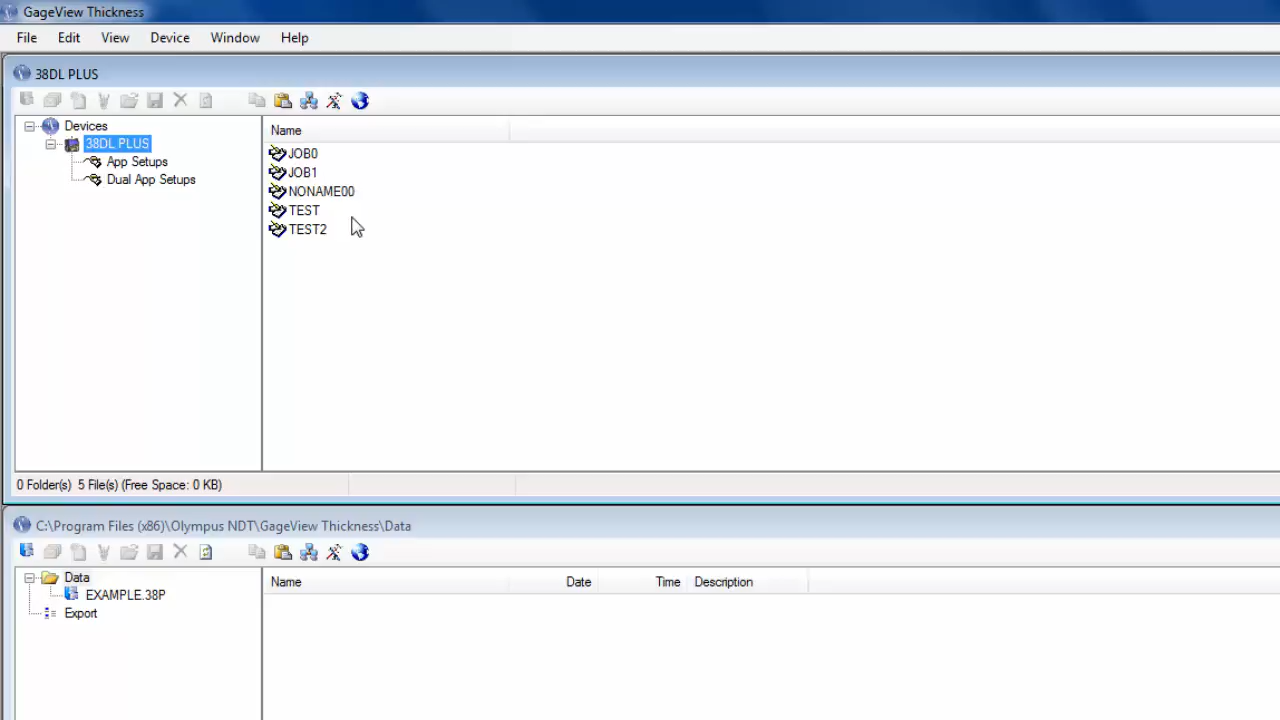 GageView Thickness
File Edit View Device Window Help
38DL PLUS
Devices
38DL PLUS
App Setups
Dual App Setups
Name
JOB0
JOB1
NONAME00
TEST
TEST2
0 Folder(s) 5 File(s) (Free Space: 0 KB)
C:\Program Files (x86)\Olympus NDT\GageView Thickness\Data
Data
EXAMPLE.38P
Export
Name Date Time Description